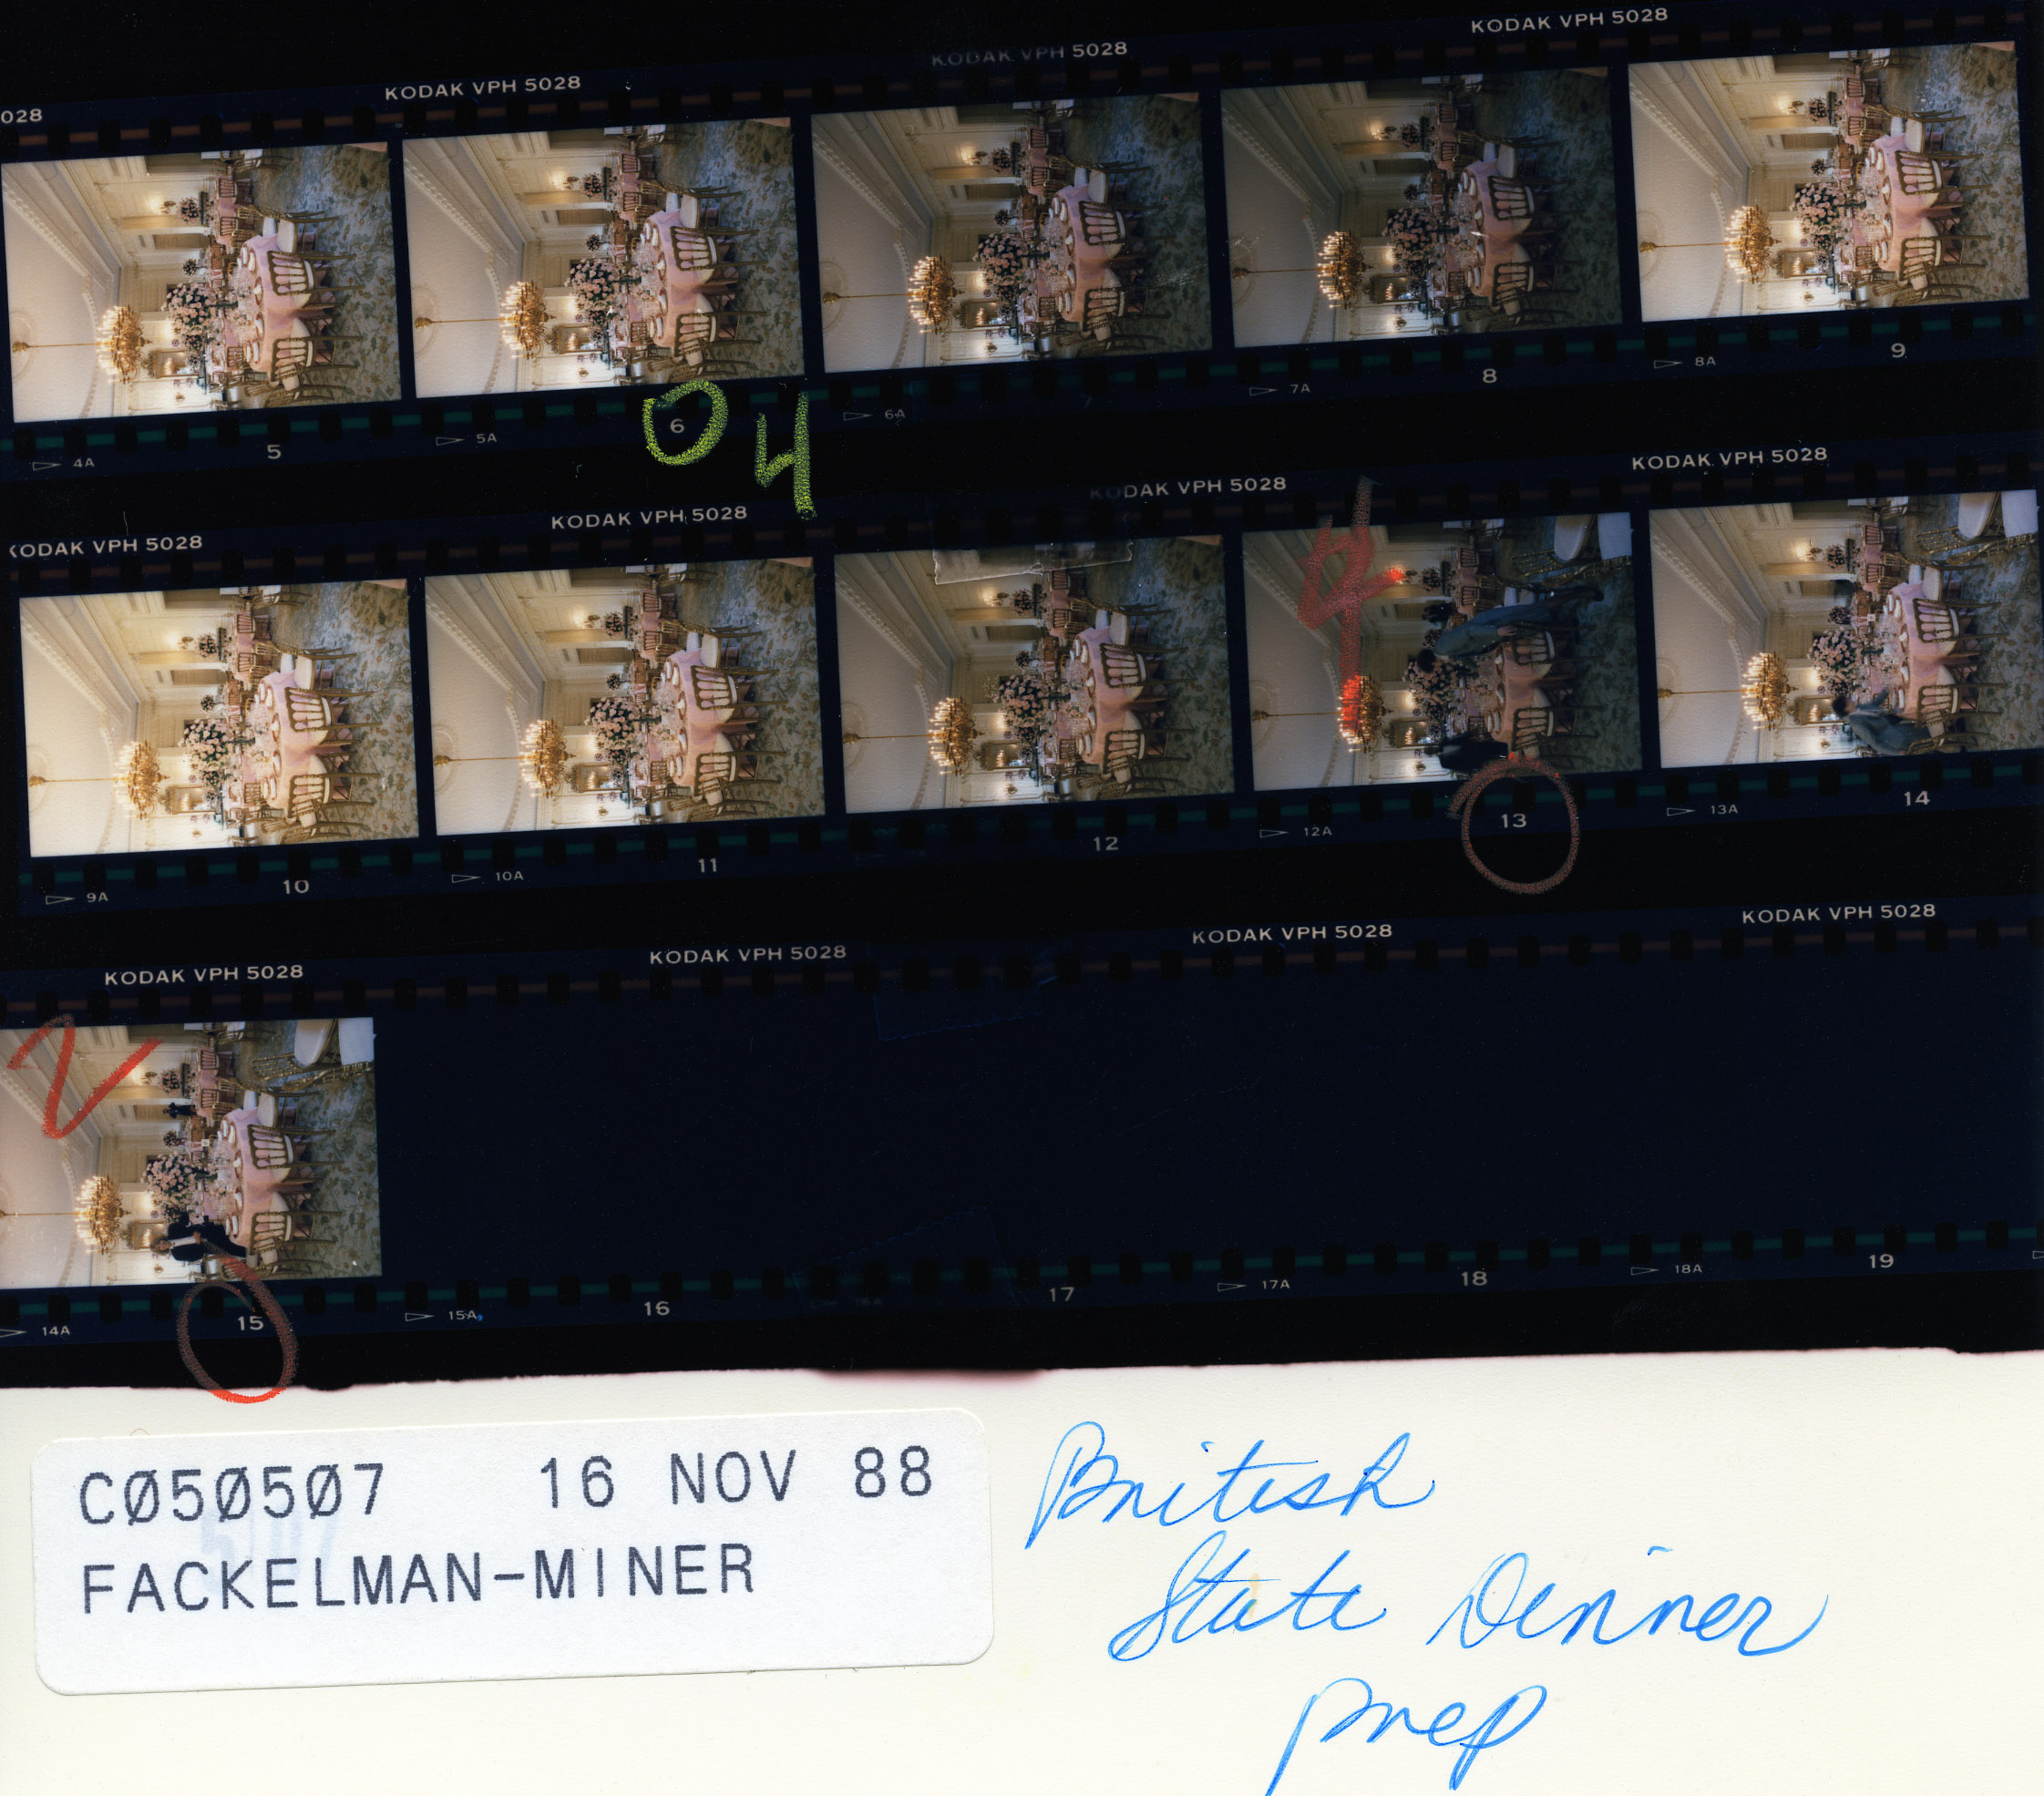 KODAK VPH 5028
028
KODAK VPH 5028
KODAK VPH 5028
4A 5 5A 6 6A 7A 8 8A 9
04
KODAK VPH 5028
KODAK VPH 5028
KODAK VPH 5028
KODAK VPH 5028
4
9A 10 10A 11 12 12A 13 13A 14
KODAK VPH 5028
KODAK VPH 5028
KODAK VPH 5028
KODAK VPH 5028
2
14A 15 15A 16 16A 17 17A 18 18A 19
CØ5Ø5Ø7 16 NOV 88
FACKELMAN-MINER
British
State Dinner
prep